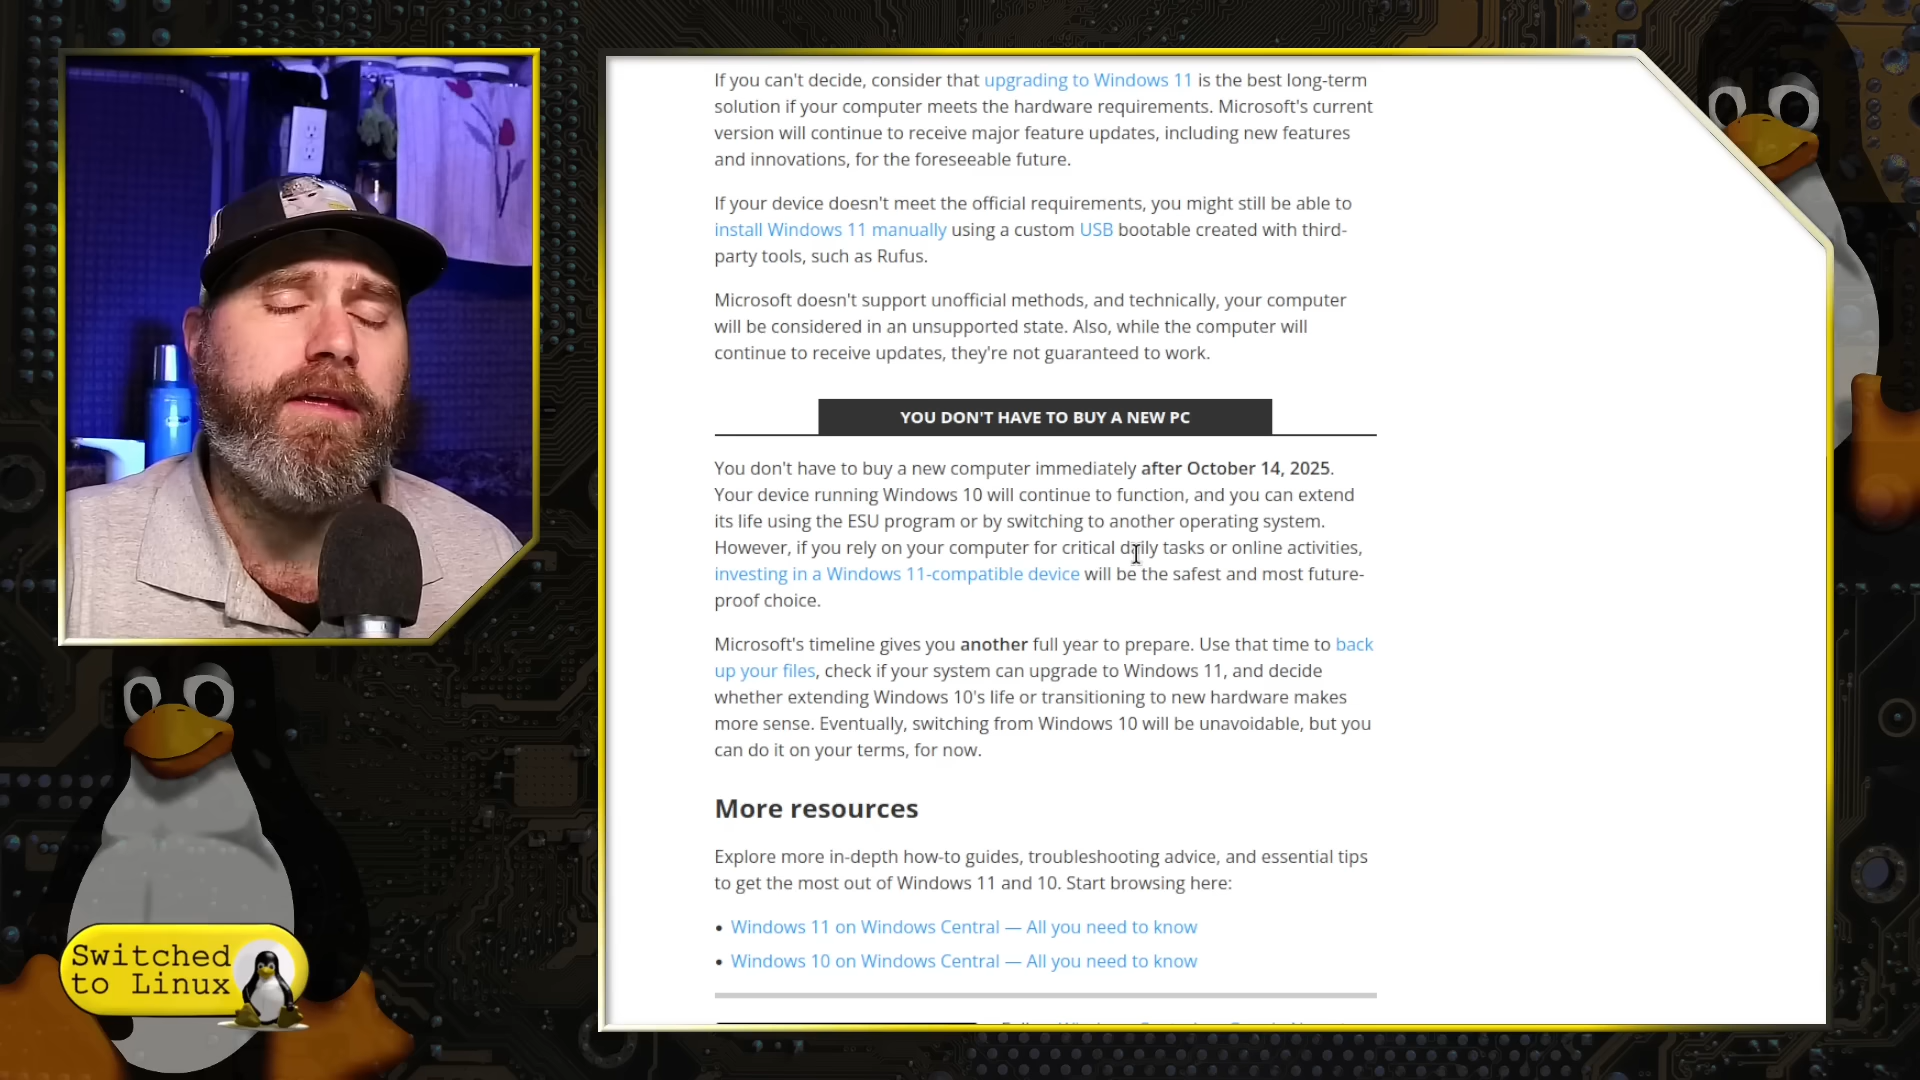 If you can't decide, consider that upgrading to Windows 11 is the best long-term
solution if your computer meets the hardware requirements. Microsoft's current
version will continue to receive major feature updates, including new features
and innovations, for the foreseeable future.
If your device doesn't meet the official requirements, you might still be able to
install Windows 11 manually using a custom USB bootable created with third-
party tools, such as Rufus.
Microsoft doesn't support unofficial methods, and technically, your computer
will be considered in an unsupported state. Also, while the computer will
continue to receive updates, they're not guaranteed to work.
YOU DON'T HAVE TO BUY A NEW PC
You don't have to buy a new computer immediately after October 14, 2025.
Your device running Windows 10 will continue to function, and you can extend
its life using the ESU program or by switching to another operating system.
However, if you rely on your computer for critical daily tasks or online activities,
investing in a Windows 11-compatible device will be the safest and most future-
proof choice.
Microsoft's timeline gives you another full year to prepare. Use that time to back
up your files, check if your system can upgrade to Windows 11, and decide
whether extending Windows 10's life or transitioning to new hardware makes
more sense. Eventually, switching from Windows 10 will be unavoidable, but you
can do it on your terms, for now.
More resources
Explore more in-depth how-to guides, troubleshooting advice, and essential tips
to get the most out of Windows 11 and 10. Start browsing here:
• Windows 11 on Windows Central — All you need to know
• Windows 10 on Windows Central — All you need to know
Switched
to Linux